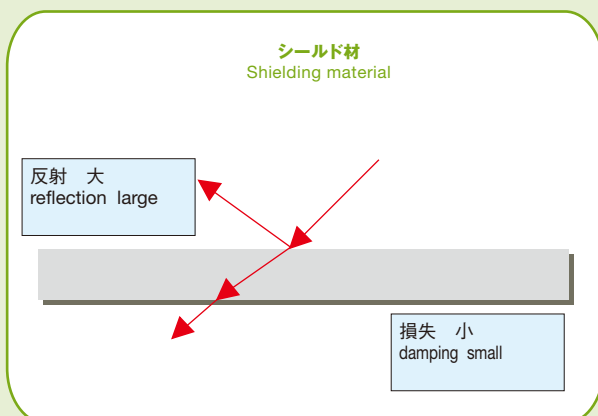 シールド材
Shielding material
反射　大
reflection large
損失　小
damping small